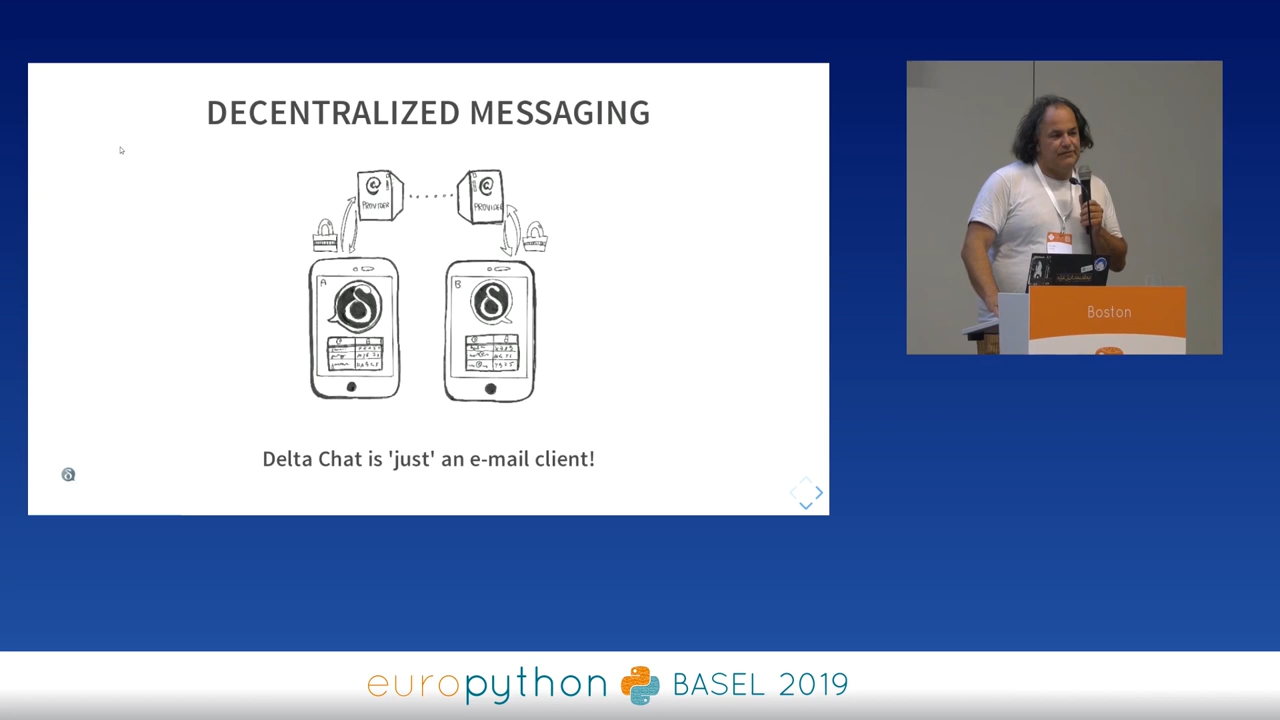 DECENTRALIZED MESSAGING
@ @
PROVIDER PROVIDER
A B
δ δ
Delta Chat is 'just' an e-mail client!
δ
Boston
europython BASEL 2019